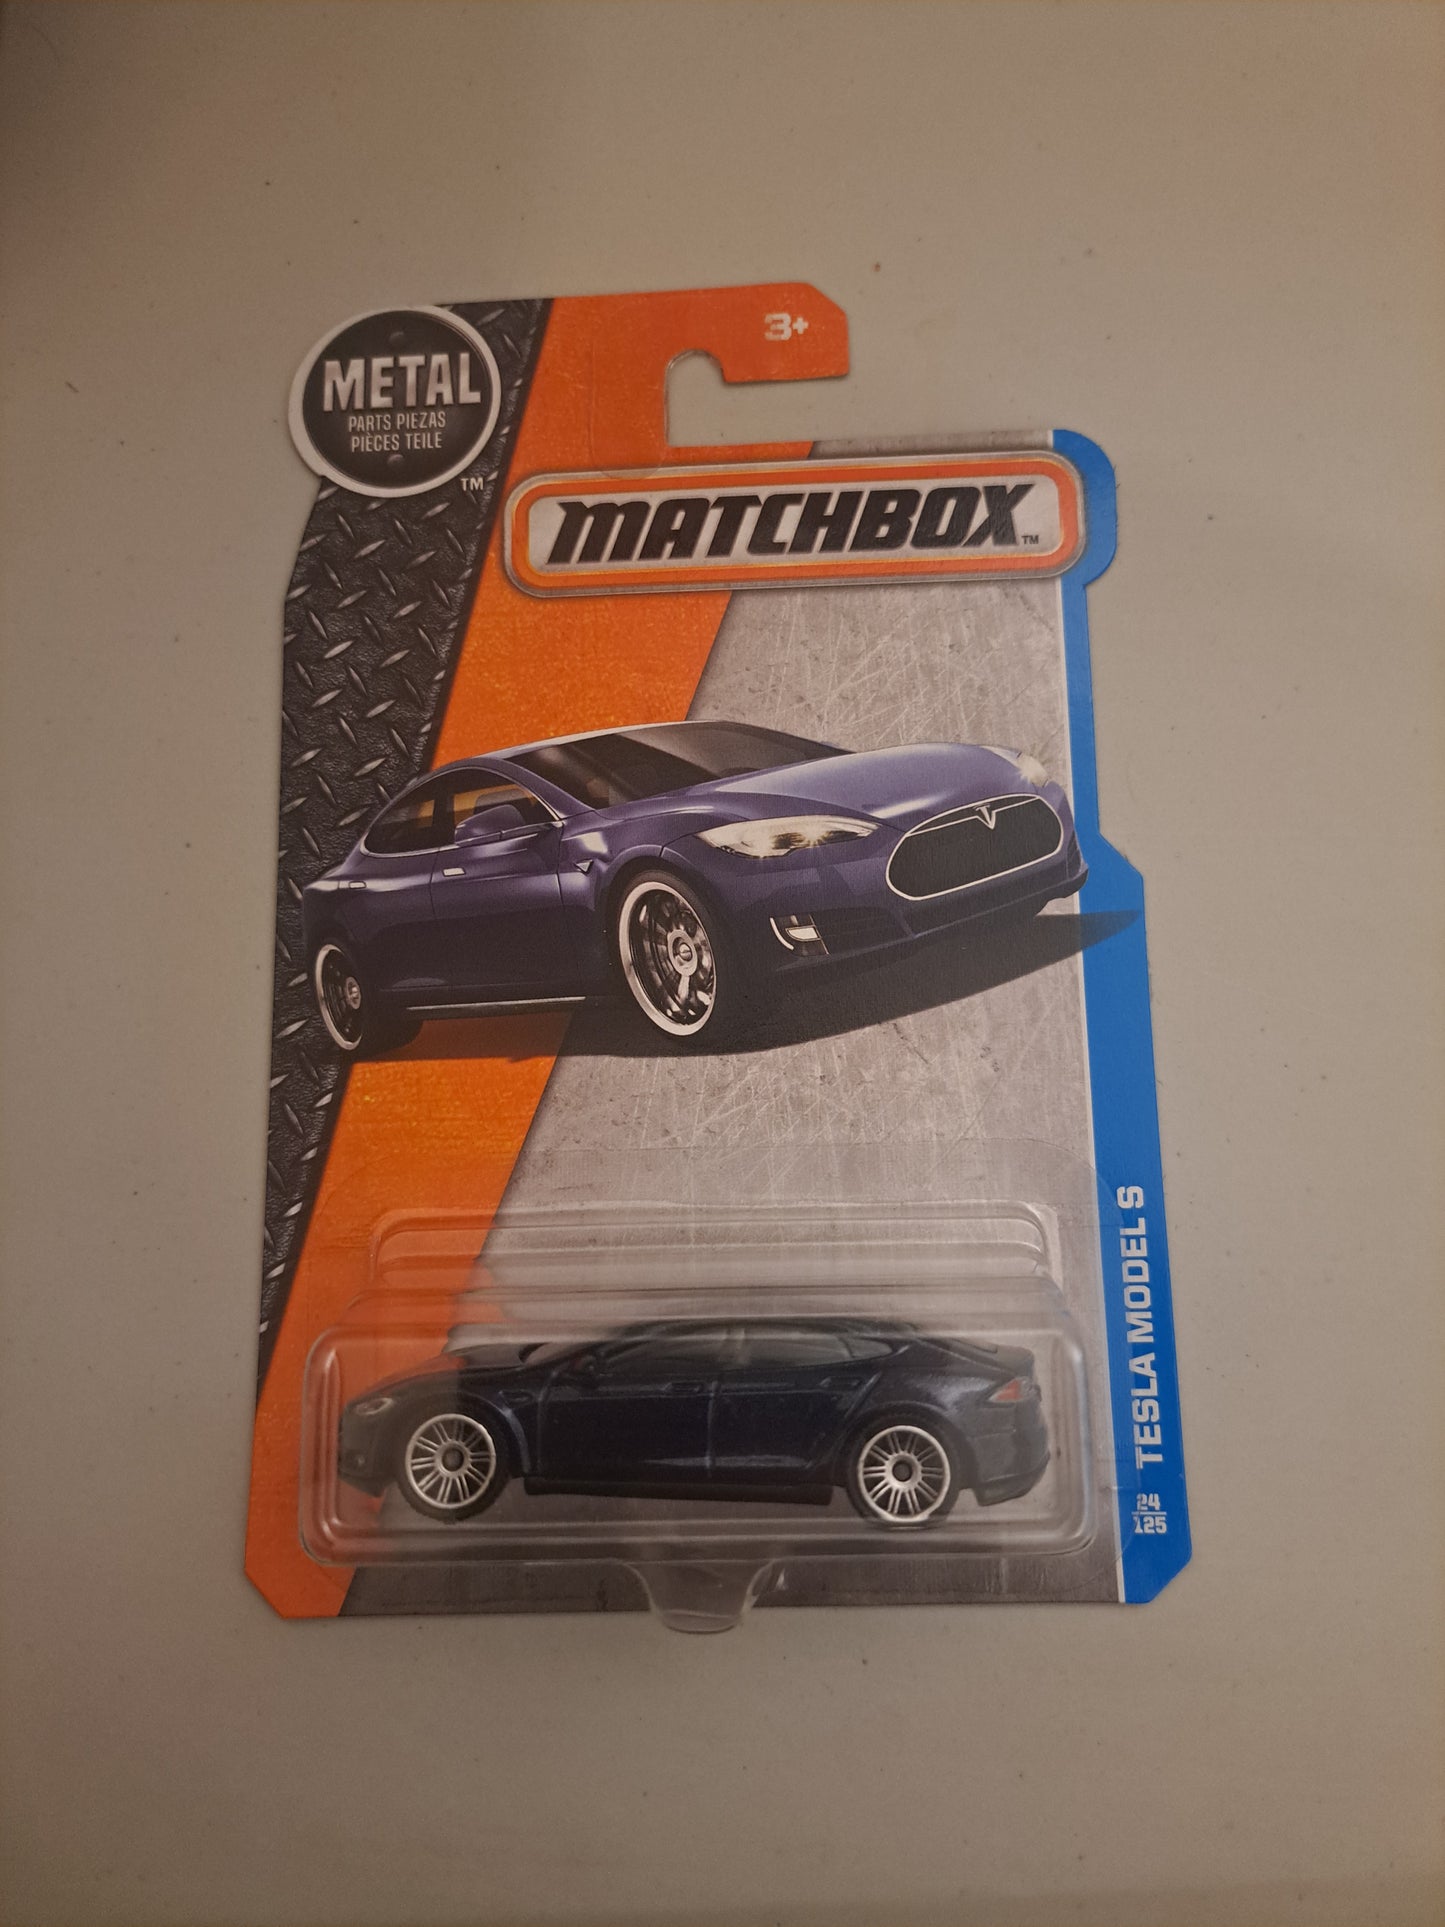 3+
METAL
PARTS PIEZAS
PIÈCES TEILE
TM
MATCHBOX TM
TESLA MODEL S
24
125